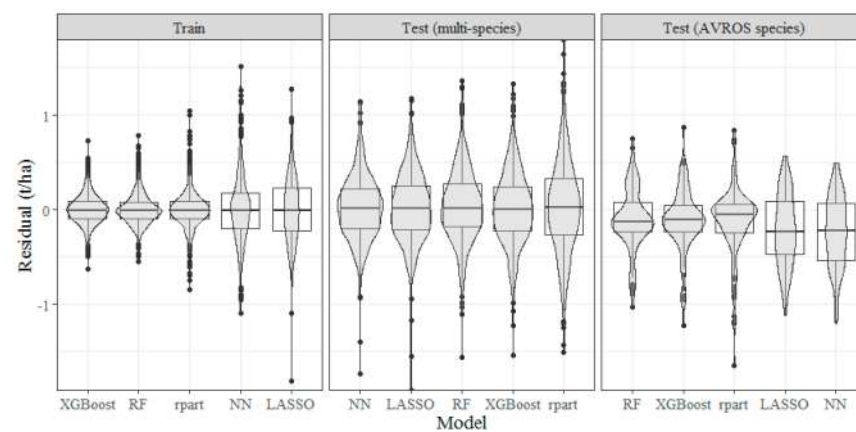 Train
Test (multi-species)
Test (AVROS species)
Residual (t/ha)
1
0
-1
XGBoost RF rpart NN LASSO
NN LASSO RF XGBoost rpart
RF XGBoost rpart LASSO NN
Model